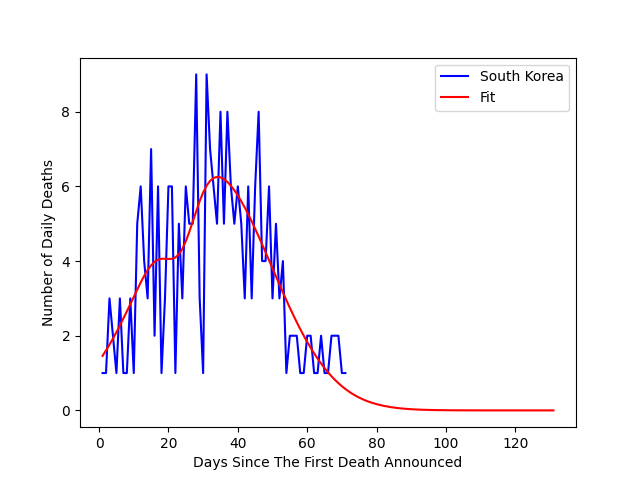 South Korea
Fit
Number of Daily Deaths
8
6
4
2
0
0 20 40 60 80 100 120
Days Since The First Death Announced